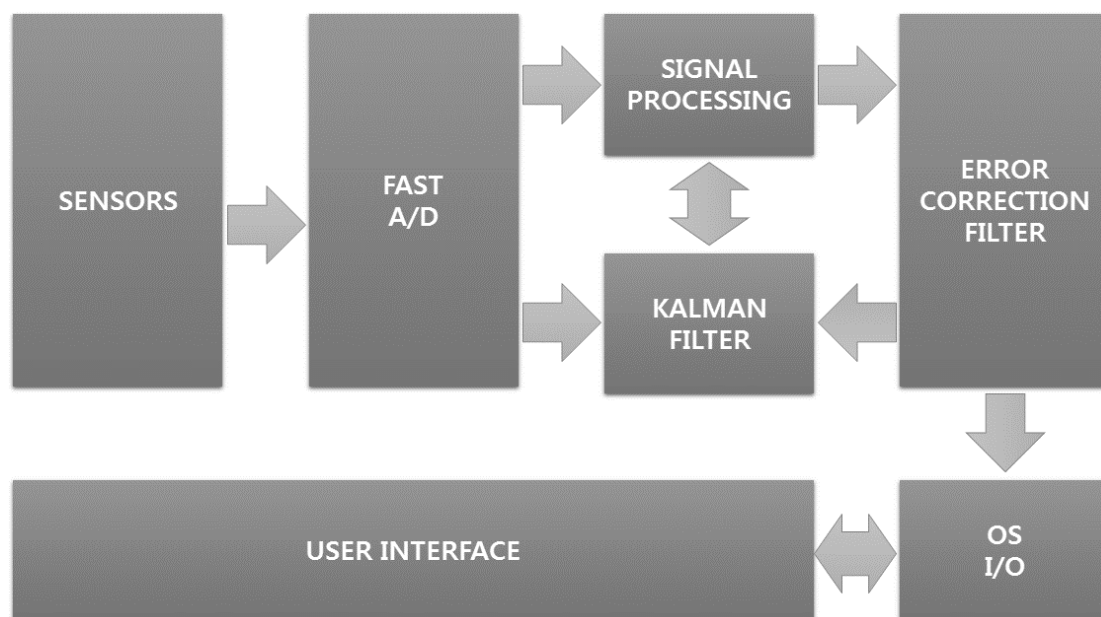 SENSORS
FAST
A/D
SIGNAL
PROCESSING
KALMAN
FILTER
ERROR
CORRECTION
FILTER
USER INTERFACE
OS
I/O